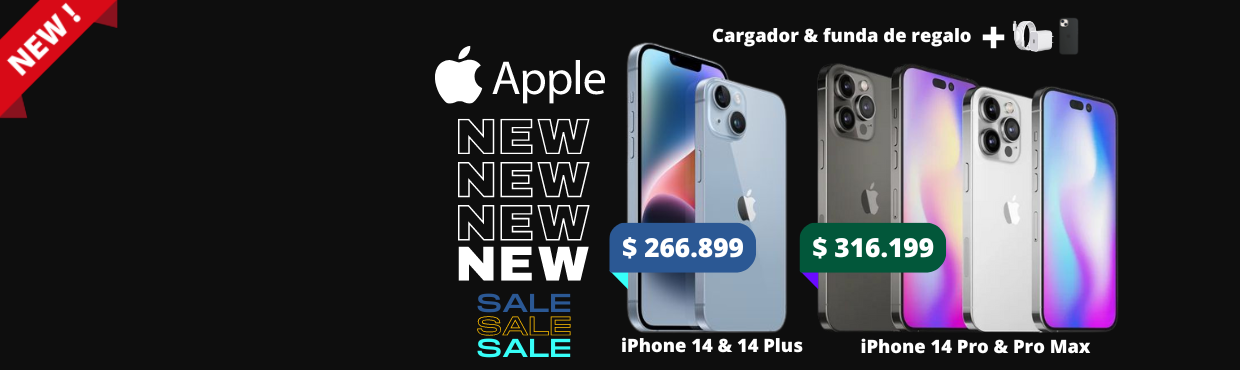 NEW !
Cargador & funda de regalo +
Apple
NEW
NEW
NEW
NEW
SALE
SALE
SALE
$ 266.899
iPhone 14 & 14 Plus
$ 316.199
iPhone 14 Pro & Pro Max